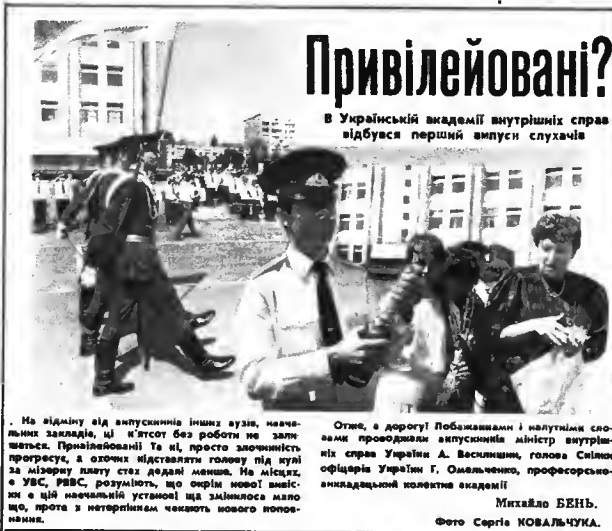 Привілейовані?
В Українській академії внутрішніх справ
відбувся перший випуск слухачів
. На відміну від випускників інших вузів, навча-
льних закладів, ці п'ятсот без роботи не зали-
шаться. Привілейовані? Та ні, просто злочинність
прогресує, а охочих підставляти голову під кулі
за мізерну плату стає дедалі менше. На місцях,
в УВС, РВВС, розуміють, що окрім нової вивіс-
ки в цій навчальній установі ще змінилося мало
що, проте з нетерпінням чекають нового попов-
нення.
Отже, в дорогу! Побажаннями і напутніми сло-
вами проводжали випускників міністр внутріш-
ніх справ України А. Василишин, голова Спілки
офіцерів України Г. Омельченко, професорсько-
викладацький колектив академії
Михайло БЕНЬ.
Фото Сергія КОВАЛЬЧУКА.